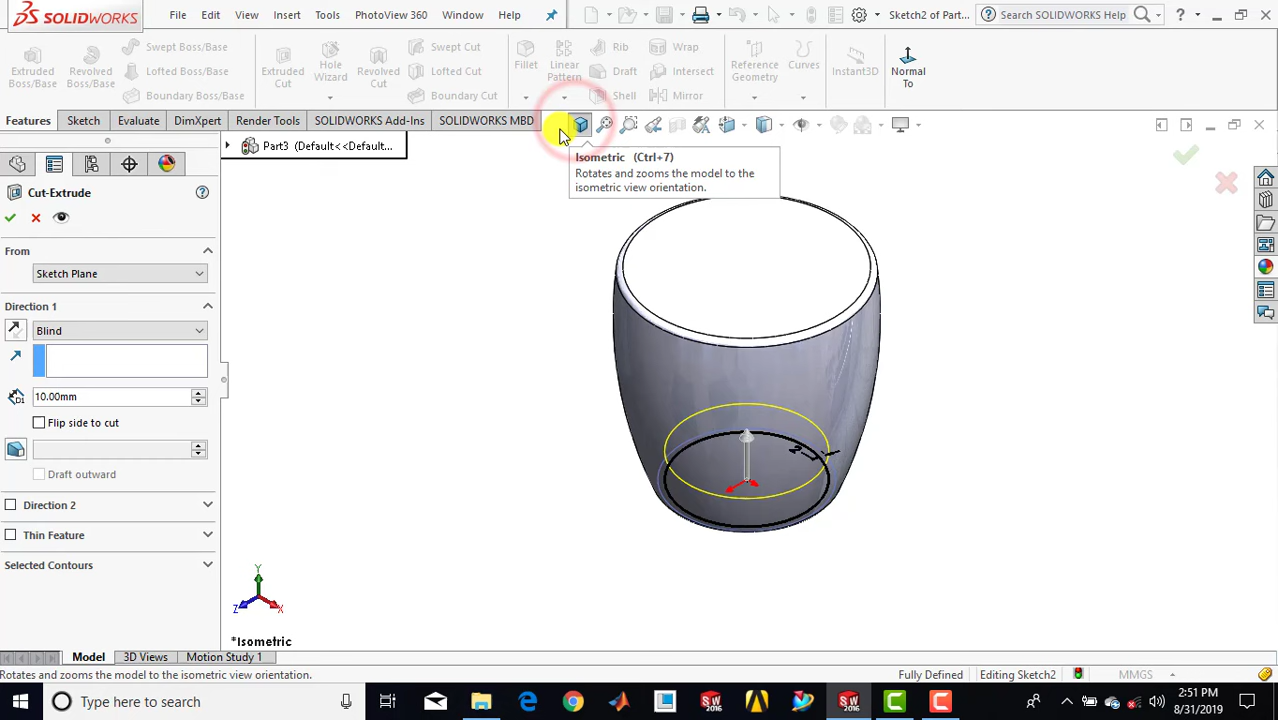 SOLIDWORKS File Edit View Insert Tools PhotoView 360 Window Help Sketch2 of Part... Search SOLIDWORKS Help
Extruded Boss/Base
Revolved Boss/Base
Swept Boss/Base
Lofted Boss/Base
Boundary Boss/Base
Extruded Cut
Hole Wizard
Revolved Cut
Swept Cut
Lofted Cut
Boundary Cut
Fillet
Linear Pattern
Rib
Draft
Shell
Wrap
Intersect
Mirror
Reference Geometry
Curves
Instant3D
Normal To
Features Sketch Evaluate DimXpert Render Tools SOLIDWORKS Add-Ins SOLIDWORKS MBD
Part3 (Default< <Default...
Isometric (Ctrl+7)
Rotates and zooms the model to the
isometric view orientation.
Cut-Extrude
From
Sketch Plane
Direction 1
Blind
10.00mm
Flip side to cut
Draft outward
Direction 2
Thin Feature
Selected Contours
Y
Z
X
*Isometric
Model 3D Views Motion Study 1
Rotates and zooms the model to the isometric view orientation. Fully Defined Editing Sketch2 MMGS
Type here to search
2:51 PM
8/31/2019